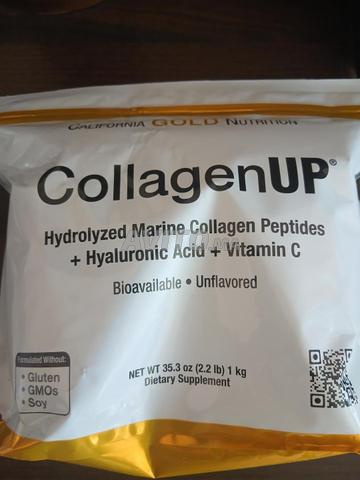 CALIFORNIA GOLD NUTRITION
CollagenUP®
Hydrolyzed Marine Collagen Peptides
+ Hyaluronic Acid + Vitamin C
Bioavailable • Unflavored
NET WT 35.3 oz (2.2 lb) 1 kg
Dietary Supplement
Formulated Without:
• Gluten
• GMOs
• Soy